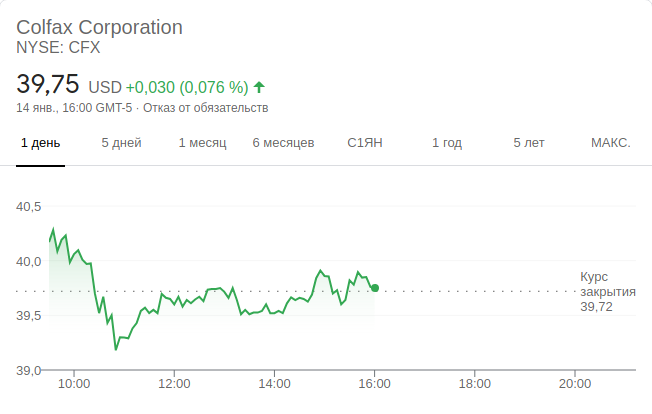 Colfax Corporation
NYSE: CFX
39,75 USD +0,030 (0,076 %)
14 янв., 16:00 GMT-5 · Отказ от обязательств
1 день 5 дней 1 месяц 6 месяцев С1ЯН 1 год 5 лет МАКС.
40,5
40,0
Курс
закрытия
39,72
39,5
39,0
10:00 12:00 14:00 16:00 18:00 20:00